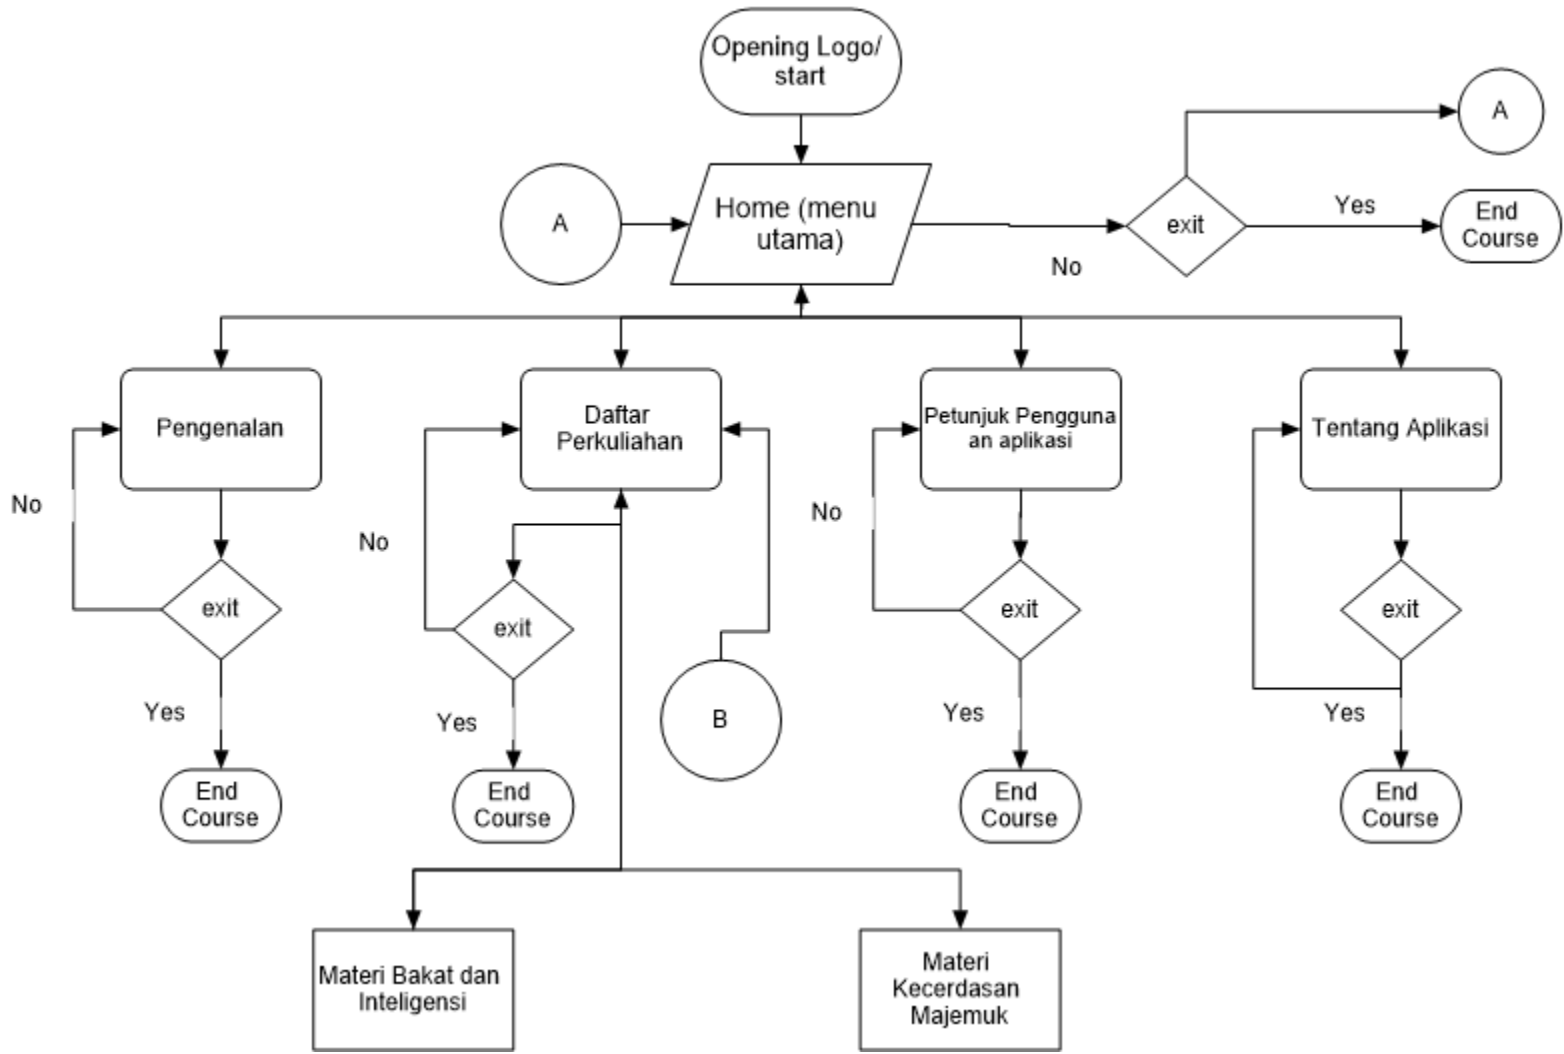 Opening Logo/
start
A
A
Home (menu
utama)
exit
Yes
End
Course
No
Pengenalan
Daftar
Perkuliahan
Petunjuk Pengguna
an aplikasi
Tentang Aplikasi
No
No
No
exit
exit
exit
exit
Yes
Yes
B
Yes
Yes
End
Course
End
Course
End
Course
End
Course
Materi Bakat dan
Inteligensi
Materi
Kecerdasan
Majemuk